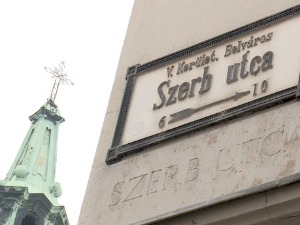 V. Kerület, Belváros
Szerb utca
6 10
SZERB UTCA